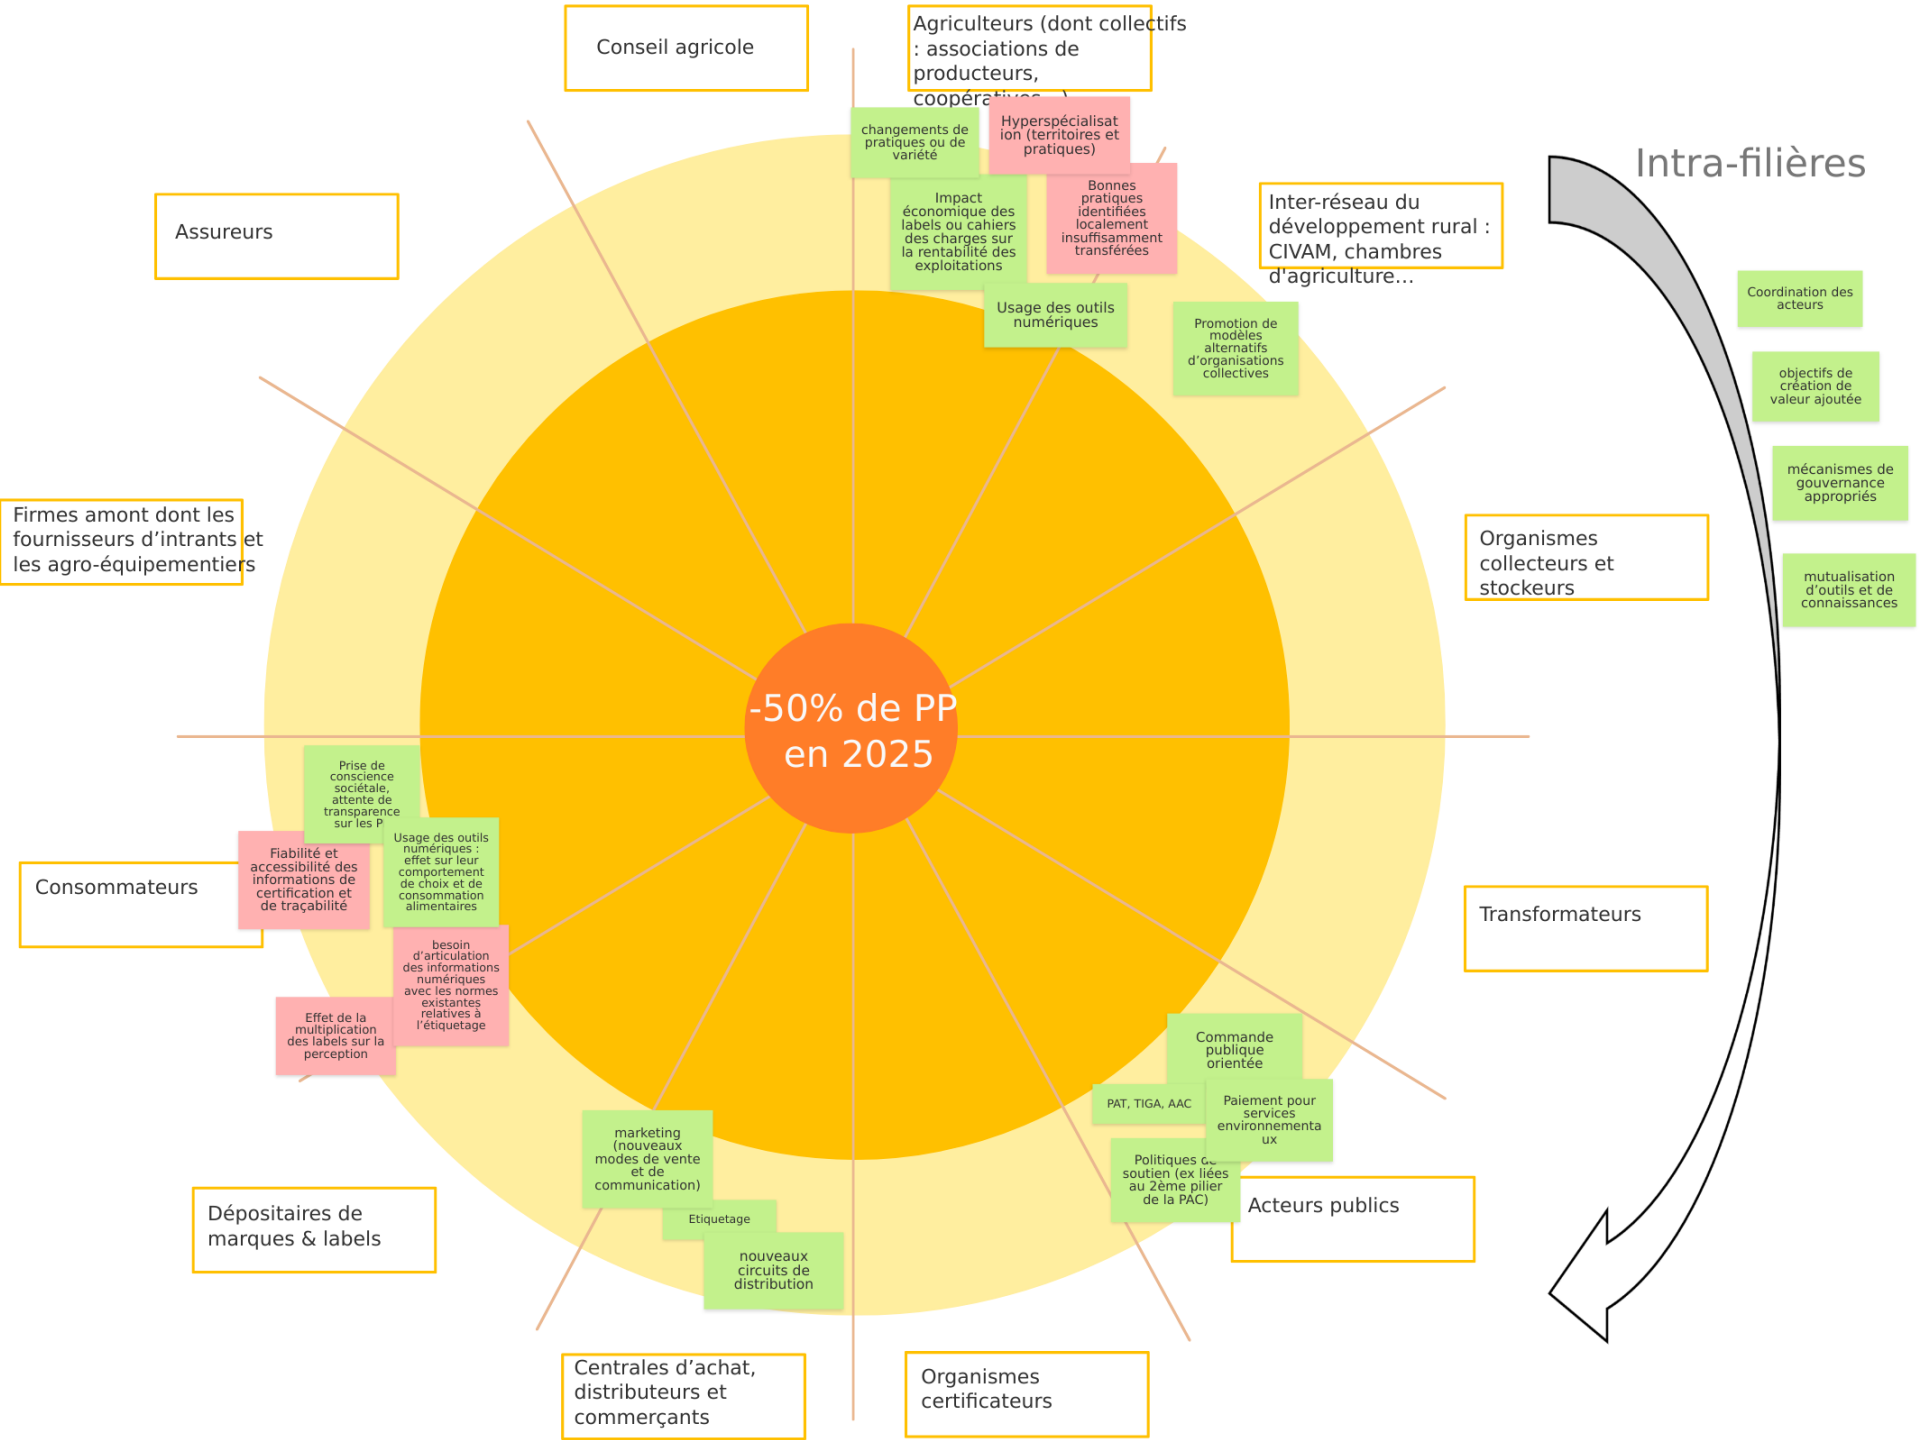 Conseil agricole
Agriculteurs (dont collectifs
: associations de
producteurs,
changements de
pratiques ou de
variété
Hyperspécialisat
ion (territoires et
pratiques)
Impact
économique des
labels ou cahiers
des charges sur
la rentabilité des
exploitations
Bonnes
pratiques
identifiées
localement
insuffisamment
transférées
Usage des outils
numériques
Intra-filières
Inter-réseau du
développement rural :
CIVAM, chambres
d'agriculture...
Promotion de
modèles
alternatifs
d’organisations
collectives
Coordination des
acteurs
objectifs de
création de
valeur ajoutée
mécanismes de
gouvernance
appropriés
mutualisation
d’outils et de
connaissances
Assureurs
Firmes amont dont les
fournisseurs d’intrants et
les agro-équipementiers
Organismes
collecteurs et
stockeurs
-50% de PP
en 2025
Prise de
conscience
sociétale,
attente de
transparence
sur les
Usage des outils
numériques :
effet sur leur
comportement
de choix et de
consommation
alimentaires
Fiabilité et
accessibilité des
informations de
certification et
de traçabilité
Consommateurs
besoin
d’articulation
des informations
numériques
avec les normes
existantes
relatives à
l’étiquetage
Effet de la
multiplication
des labels sur la
perception
Transformateurs
Commande
publique
orientée
PAT, TIGA, AAC
Paiement pour
services
environnementa
ux
Politiques de
soutien (ex liées
au 2ème pilier
de la PAC)
Acteurs publics
marketing
(nouveaux
modes de vente
et de
communication)
Etiquetage
nouveaux
circuits de
distribution
Dépositaires de
marques & labels
Centrales d’achat,
distributeurs et
commerçants
Organismes
certificateurs